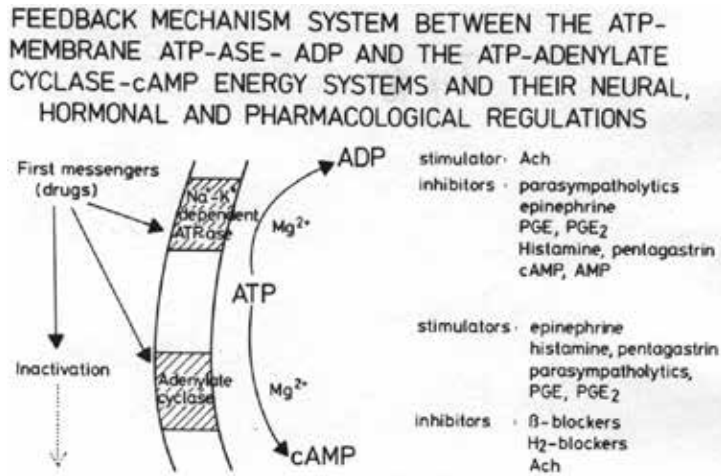 FEEDBACK MECHANISM SYSTEM BETWEEN THE ATP-
MEMBRANE ATP-ASE- ADP AND THE ATP-ADENYLATE
CYCLASE-cAMP ENERGY SYSTEMS AND THEIR NEURAL,
HORMONAL AND PHARMACOLOGICAL REGULATIONS
First messengers
(drugs)
Na⁺-K⁺
dependent
ATP-ase
Mg²⁺
ADP
ATP
Inactivation
Adenylate
cyclase
Mg²⁺
cAMP
stimulator· Ach
inhibitors · parasympatholytics
epinephrine
PGE, PGE₂
Histamine, pentagastrin
cAMP, AMP
stimulators · epinephrine
histamine, pentagastrin
parasympatholytics,
PGE, PGE₂
inhibitors · ß-blockers
H₂-blockers
Ach